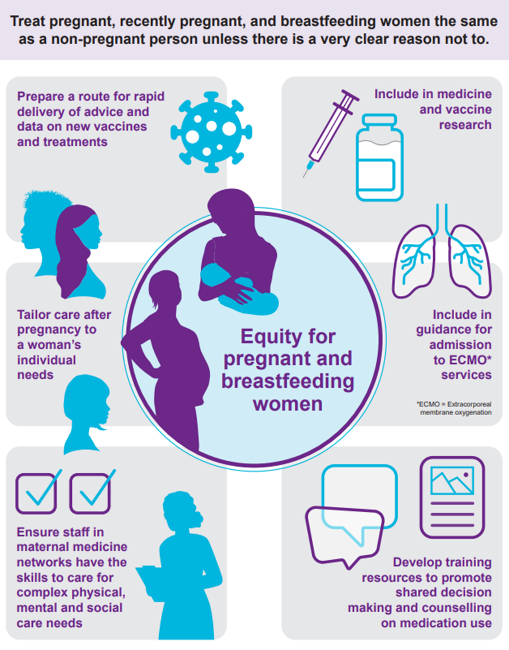 Treat pregnant, recently pregnant, and breastfeeding women the same
as a non-pregnant person unless there is a very clear reason not to.
Prepare a route for rapid
delivery of advice and
data on new vaccines
and treatments
Include in medicine
and vaccine
research
Tailor care after
pregnancy to
a woman's
individual
needs
Equity for
pregnant and
breastfeeding
women
Include in
guidance for
admission
to ECMO*
services
*ECMO = Extracorporeal
membrane oxygenation
Ensure staff in
maternal medicine
networks have the
skills to care for
complex physical,
mental and social
care needs
Develop training
resources to promote
shared decision
making and counselling
on medication use